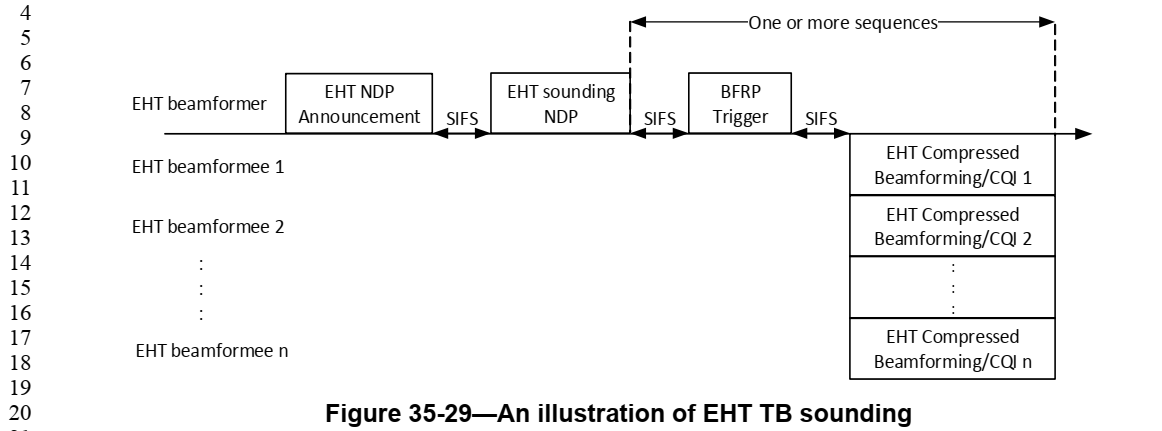 4
5
6
7
8
9
10
11
12
13
14
15
16
17
18
19
20
One or more sequences
EHT beamformer
EHT NDP
Announcement
SIFS
EHT sounding
NDP
SIFS
BFRP
Trigger
SIFS
EHT beamformee 1
EHT Compressed
Beamforming/CQI 1
EHT beamformee 2
EHT Compressed
Beamforming/CQI 2
:
:
:
:
:
:
EHT beamformee n
EHT Compressed
Beamforming/CQI n
Figure 35-29—An illustration of EHT TB sounding